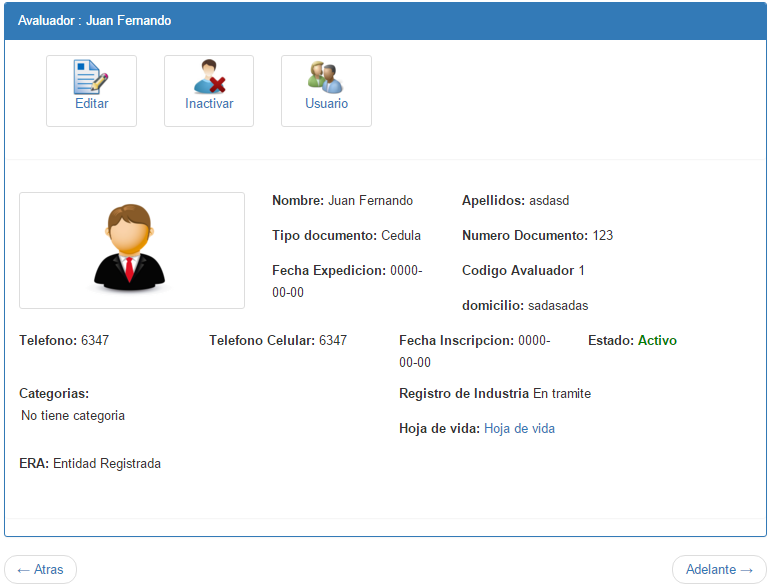 Avaluador : Juan Fernando
Editar
Inactivar
Usuario
Nombre: Juan Fernando
Apellidos: asdasd
Tipo documento: Cedula
Numero Documento: 123
Fecha Expedicion: 0000-
00-00
Codigo Avaluador 1
domicilio: sadasadas
Telefono: 6347
Telefono Celular: 6347
Fecha Inscripcion: 0000-
00-00
Estado: Activo
Categorias:
No tiene categoria
Registro de Industria En tramite
Hoja de vida: Hoja de vida
ERA: Entidad Registrada
← Atras
Adelante →